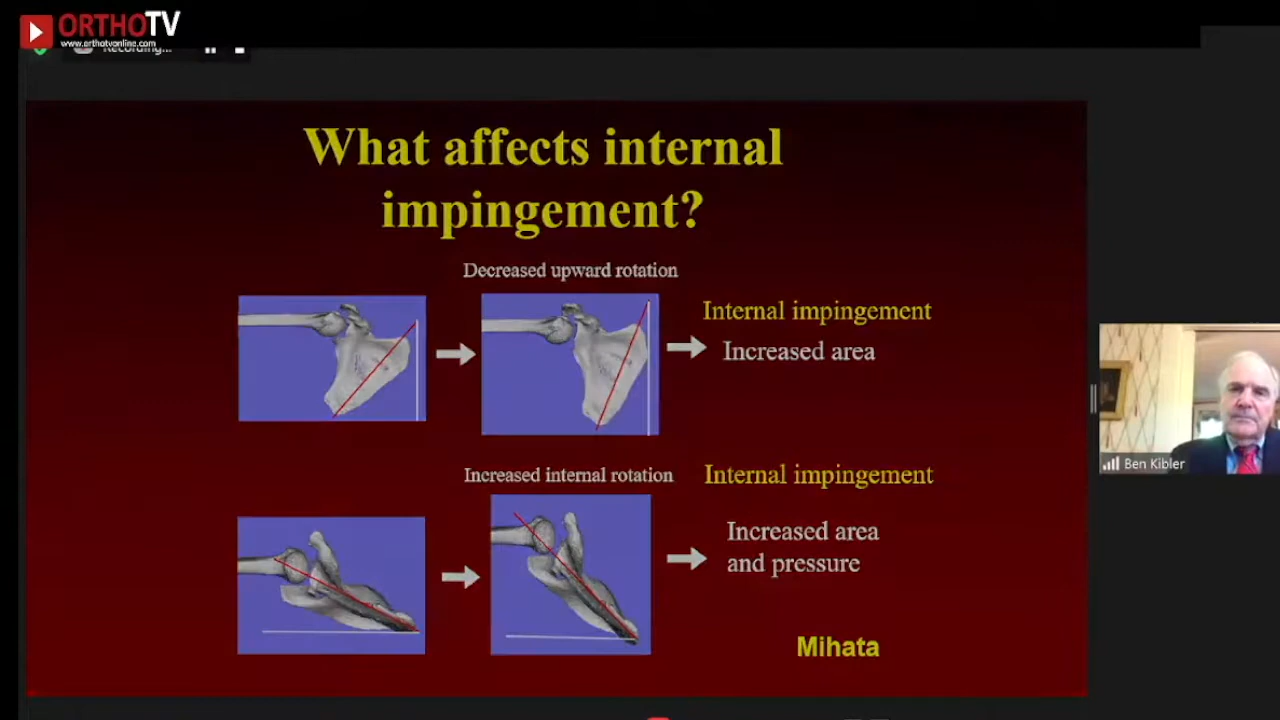 ORTHOTV
www.orthotvonline.com
Recording...
What affects internal
impingement?
Decreased upward rotation
Internal impingement
Increased area
Increased internal rotation
Internal impingement
Increased area
and pressure
Mihata
Ben Kibler